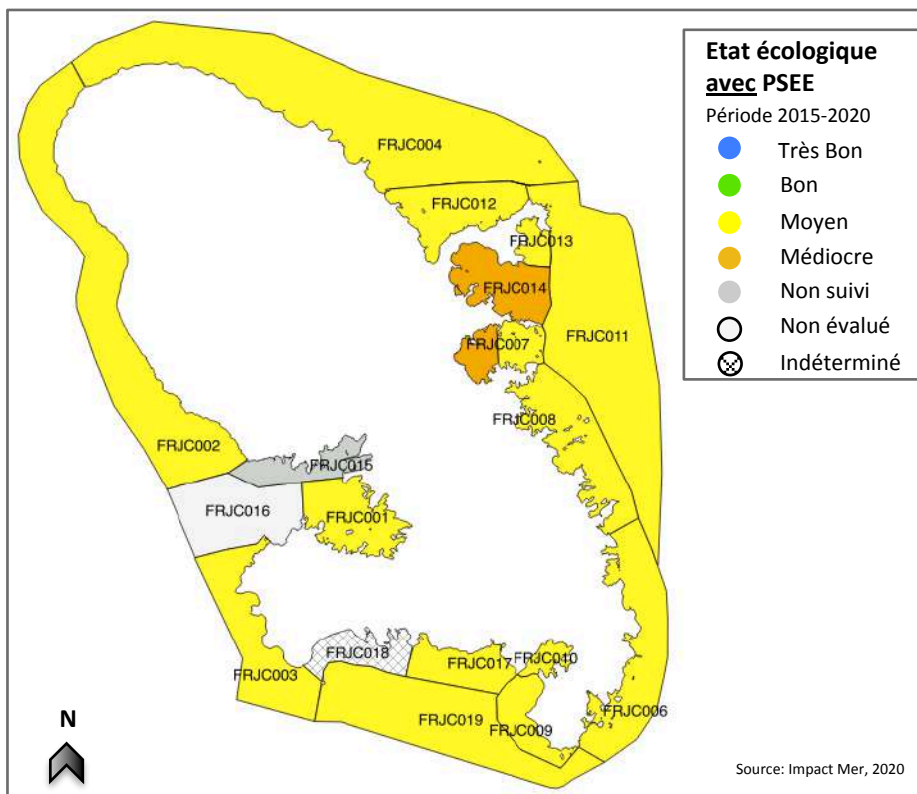 Etat écologique
avec PSEE
Période 2015-2020
Très Bon
Bon
Moyen
Médiocre
Non suivi
Non évalué
Indéterminé
FRJC004
FRJC012
FRJC013
FRJC014
FRJC007
FRJC011
FRJC008
FRJC002
FRJC015
FRJC016
FRJC001
FRJC018
FRJC017
FRJC010
FRJC003
FRJC019
FRJC009
FRJC006
N
Source: Impact Mer, 2020